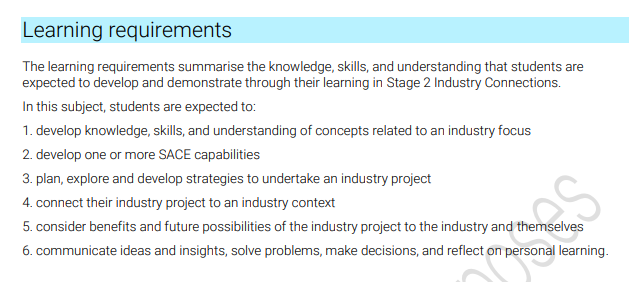 Learning requirements
The learning requirements summarise the knowledge, skills, and understanding that students are
expected to develop and demonstrate through their learning in Stage 2 Industry Connections.
In this subject, students are expected to:
1. develop knowledge, skills, and understanding of concepts related to an industry focus
2. develop one or more SACE capabilities
3. plan, explore and develop strategies to undertake an industry project
4. connect their industry project to an industry context
5. consider benefits and future possibilities of the industry project to the industry and themselves
6. communicate ideas and insights, solve problems, make decisions, and reflect on personal learning.